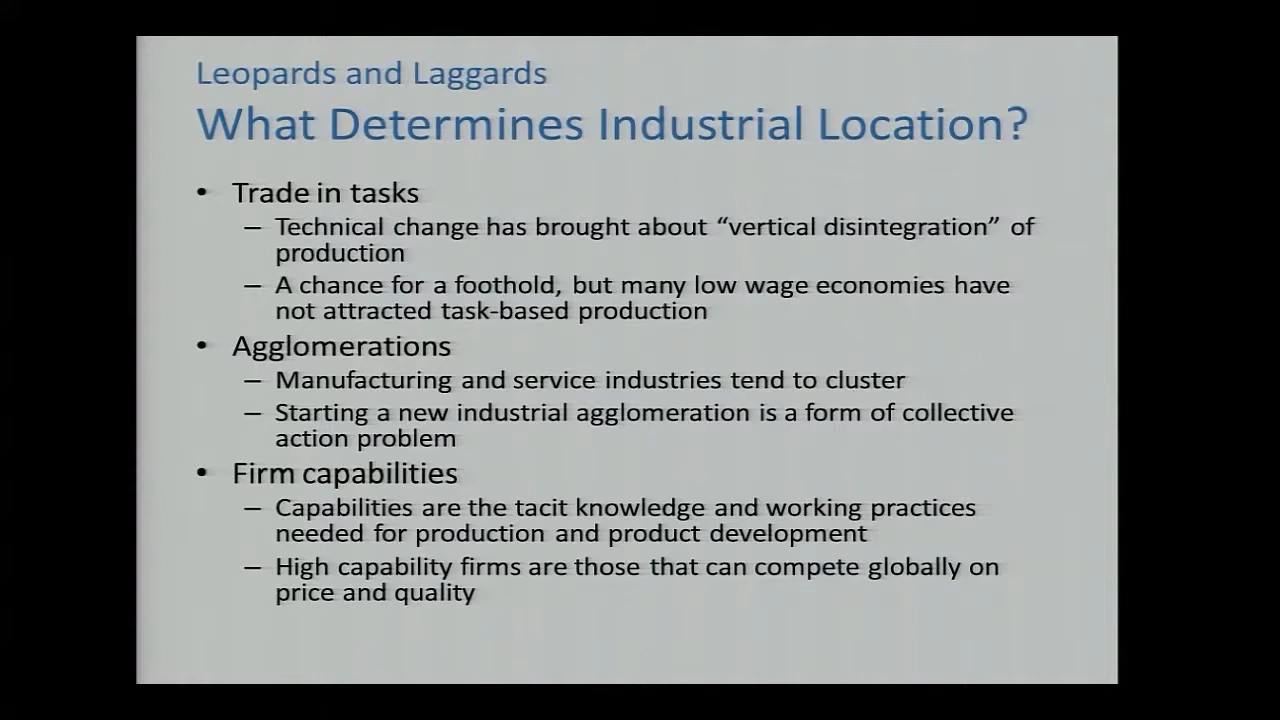 Leopards and Laggards
What Determines Industrial Location?
• Trade in tasks
– Technical change has brought about “vertical disintegration” of
production
– A chance for a foothold, but many low wage economies have
not attracted task-based production
• Agglomerations
– Manufacturing and service industries tend to cluster
– Starting a new industrial agglomeration is a form of collective
action problem
• Firm capabilities
– Capabilities are the tacit knowledge and working practices
needed for production and product development
– High capability firms are those that can compete globally on
price and quality